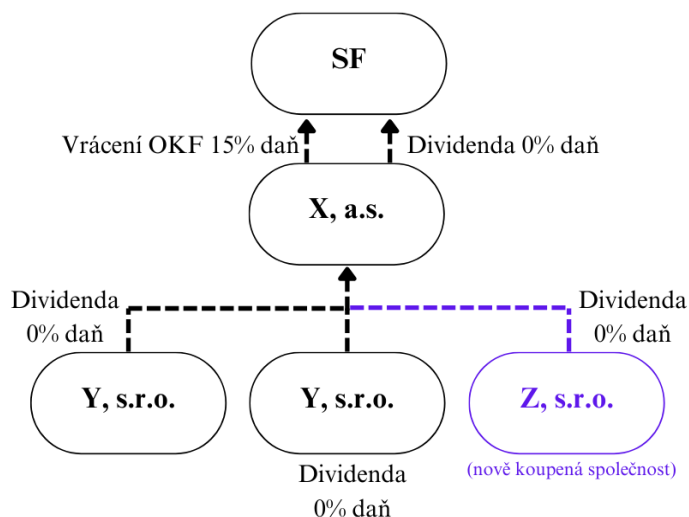 SF
Vrácení OKF 15% daň
Dividenda 0% daň
X, a.s.
Dividenda
0% daň
Dividenda
0% daň
Y, s.r.o.
Y, s.r.o.
Z, s.r.o.
(nově koupená společnost)
Dividenda
0% daň